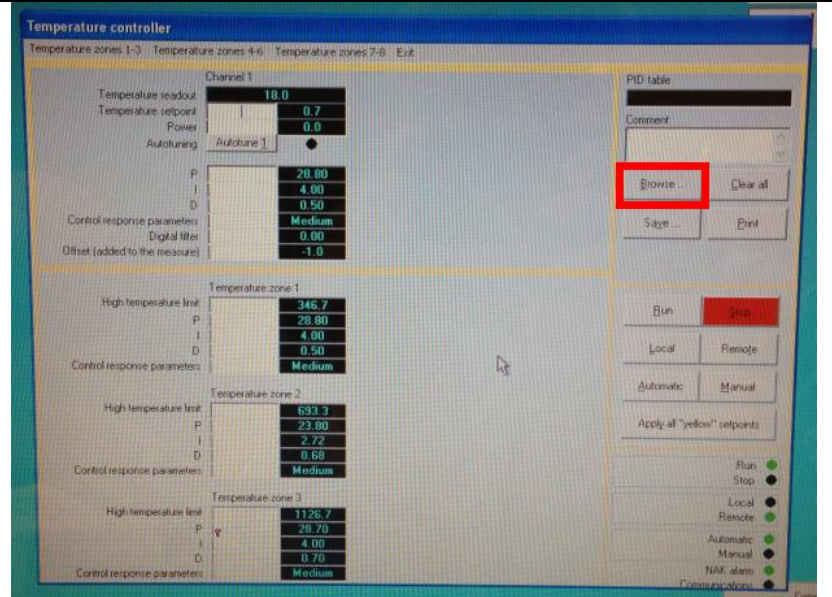 Temperature controller
Temperature zones 1-3 Temperature zones 4-6 Temperature zones 7-8 Exit
Channel 1
Temperature readout 18.0
Temperature setpoint 0.7
Power 0.0
Autotuning Autotune 1
P 28.80
I 4.00
D 0.50
Control response parameters Medium
Digital filter 0.00
Offset (added to the measure) -1.0
Temperature zone 1
High temperature limit 346.7
P 28.80
I 4.00
D 0.50
Control response parameters Medium
Temperature zone 2
High temperature limit 693.3
P 23.80
I 2.72
D 0.68
Control response parameters Medium
Temperature zone 3
High temperature limit 1126.7
P 28.70
I 4.00
D 0.70
Control response parameters Medium
PID table
Comment
Browse ... Clear all
Save ... Print
Run Stop
Local Remote
Automatic Manual
Apply all "yellow" setpoints
Run
Stop
Local
Remote
Automatic
Manual
NAK alarm
Communications